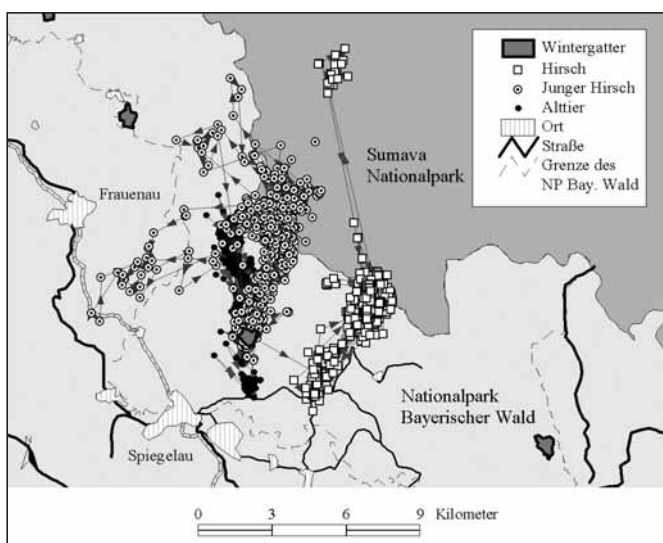 Wintergatter
Hirsch
Junger Hirsch
Alttier
Ort
Straße
Grenze des
NP Bay. Wald
Sumava
Nationalpark
Frauenau
Nationalpark
Bayerischer Wald
Spiegelau
N
0 3 6 9 Kilometer